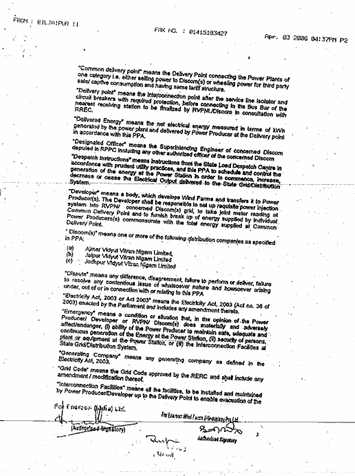 FROM : BILJAIPUR II
FAX NO. : 01415103427
Apr. 03 2006 04:37PM P2
"Common delivery point" means the Delivery Point connecting the Power Plants of
one category i.e. either selling power to Discom(s) or wheeling power for third party
sale/ captive consumption and having same tariff structure.
"Delivery point" means the interconnection point after the service line isolator and
circuit breakers with required protection, before connecting to the Bus Bar of the
nearest receiving station to be finalized by RVPN/Discom in consultation with
RREC.
"Delivered Energy" means the net electrical energy measured in terms of kWh
generated by the power plant and delivered by Power Producer at the Delivery point
in accordance with this PPA.
"Designated Officer" means the Superintending Engineer of concerned Discom
deputed in RPPC including any other authorized officer of the concerned Discom
"Despatch Instructions" means instructions from the State Load Despatch Centre in
accordance with prudent utility practices, and this PPA to schedule and control the
generation of the energy at the Power Station in order to commence, increase,
decrease or cease the Electrical Output delivered to the State Grid/Distribution
System.
"Developer" means a body, which develops Wind Farms and transfers it to Power
Producer(s). The Developer shall be responsible to set up requisite power injection
system into RVPN/ concerned Discom(s) grid, to take joint meter reading at
Common Delivery Point and to furnish break up of energy supplied by individual
Power Producer(s) commensurate with the total energy supplied at Common
Delivery Point.
" Discom(s)" means one or more of the following distribution companies as specified
in PPA:
(a) Ajmer Vidyut Vitran Nigam Limited,
(b) Jaipur Vidyut Vitran Nigam Limited
(c) Jodhpur Vidyut Vitran Nigam Limited
"Dispute" means any difference, disagreement, failure to perform or deliver, failure
to resolve any contentious issue of whatsoever nature and howsoever arising
under, out of or in connection with or relating to this PPA
"Electricity Act, 2003 or Act 2003" means the Electricity Act, 2003 (Act no. 36 of
2003) enacted by the Parliament and includes any amendment thereto.
"Emergency" means a condition or situation that, in the opinion of the Power
Producer/ Developer or RVPN/ Discom(s) does materially and adversely
affect/endanger, (i) ability of the Power Producer to maintain safe, adequate and
continuous generation of the Energy at the Power Station, (ii) security of persons,
plant or equipment at the Power Station, or (iii) the Interconnection Facilities at
State Grid/Distribution System.
"Generating Company" means any generating company as defined in the
Electricity Act, 2003.
"Grid Code" means the Grid Code approved by the RERC and shall include any
amendment / modification thereof.
"Interconnection Facilities" means all the facilities, to be installed and maintained
by Power Producer/Developer up to the Delivery Point to enable evacuation of the
For Enercon (India) Ltd.
For Enercon Wind Farms Pvt. Ltd.
(Authorised Signatory)
Authorised Signatory